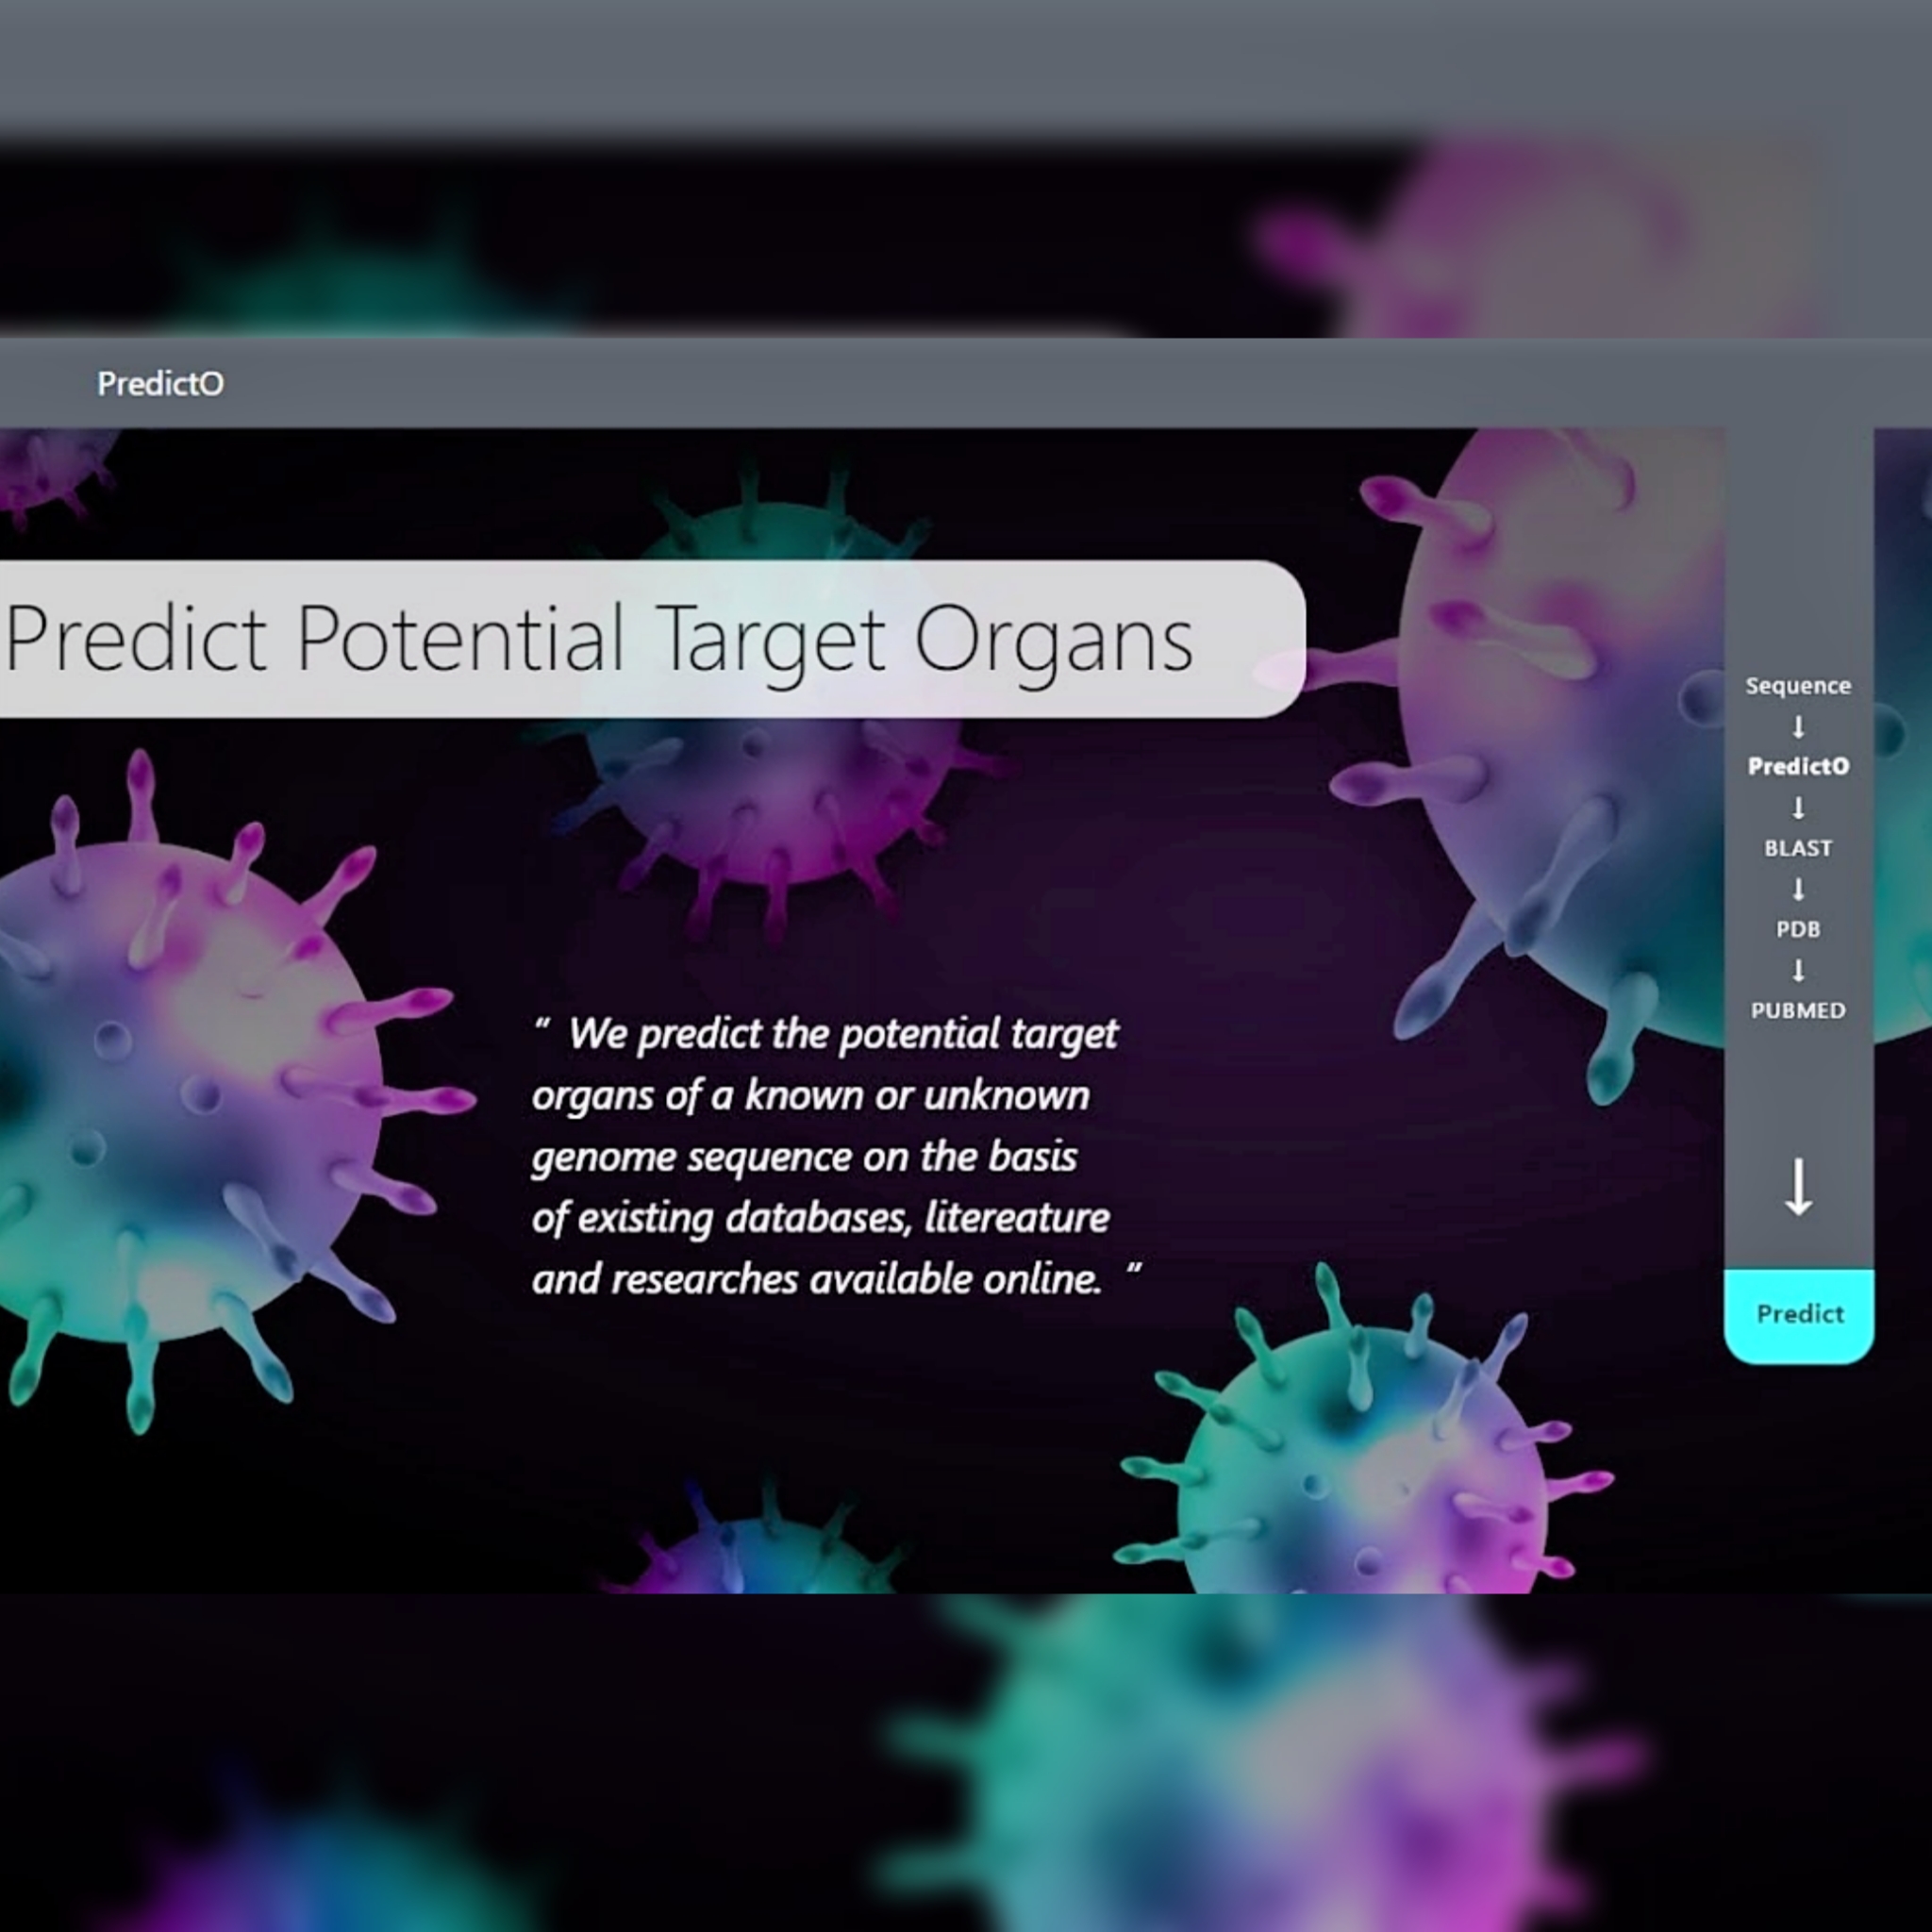 PredictO
Predict Potential Target Organs
“ We predict the potential target
organs of a known or unknown
genome sequence on the basis
of existing databases, litereature
and researches available online. ”
Sequence
↓
PredictO
↓
BLAST
↓
PDB
↓
PUBMED
↓
Predict